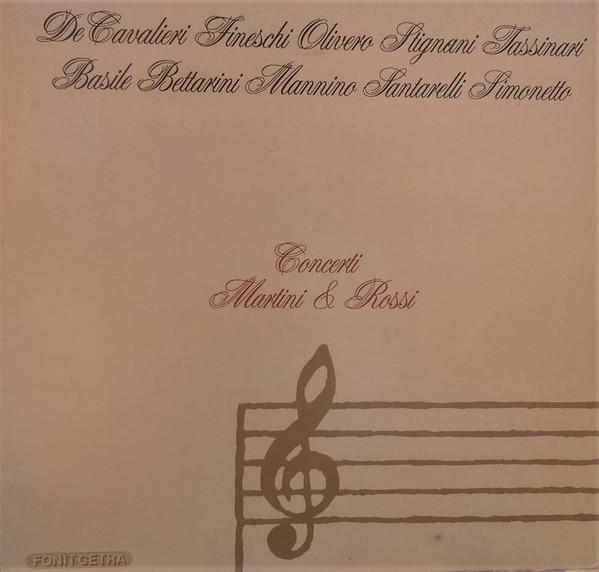 De Cavalieri Fineschi Olivero Stignani Tassinari
Basile Bettarini Mannino Santarelli Simonetto
Concerti
Martini & Rossi
FONIT CETRA